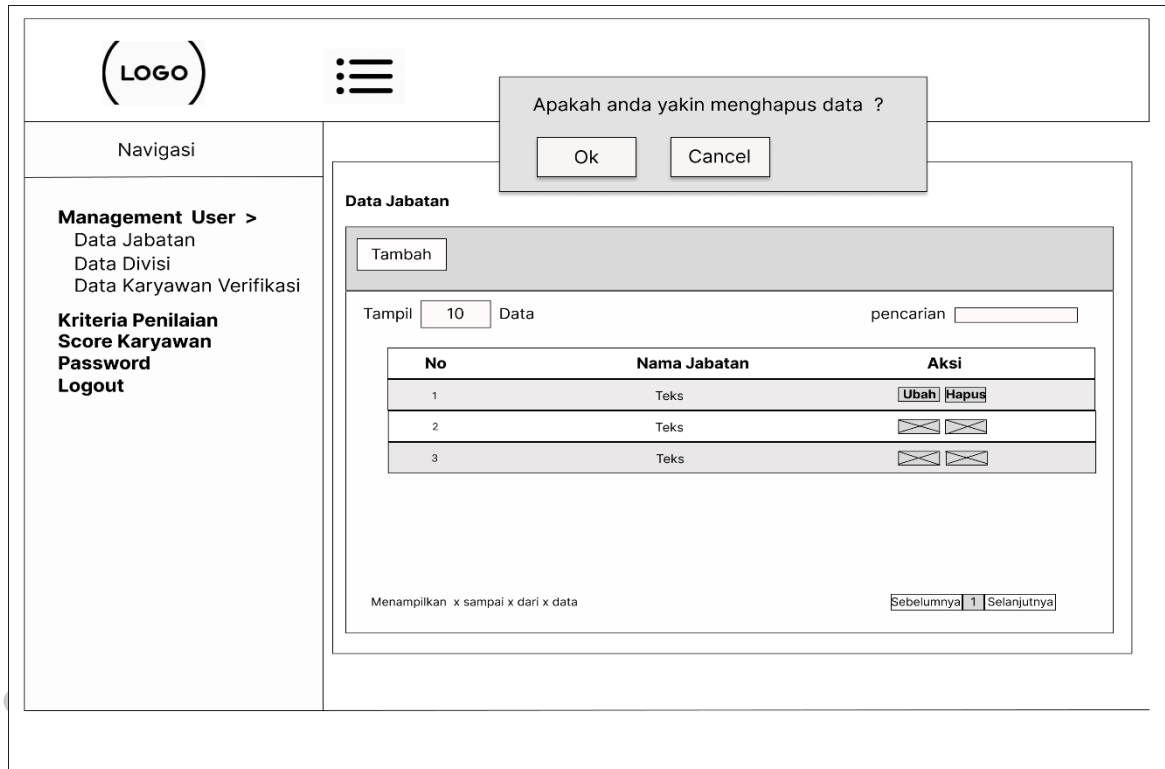 LOGO
Apakah anda yakin menghapus data ?
Ok Cancel
Navigasi
Management User >
Data Jabatan
Data Divisi
Data Karyawan Verifikasi
Kriteria Penilaian
Score Karyawan
Password
Logout
Data Jabatan
Tambah
Tampil 10 Data pencarian
No Nama Jabatan Aksi
1 Teks Ubah Hapus
2 Teks
3 Teks
Menampilkan x sampai x dari x data
Sebelumnya 1 Selanjutnya